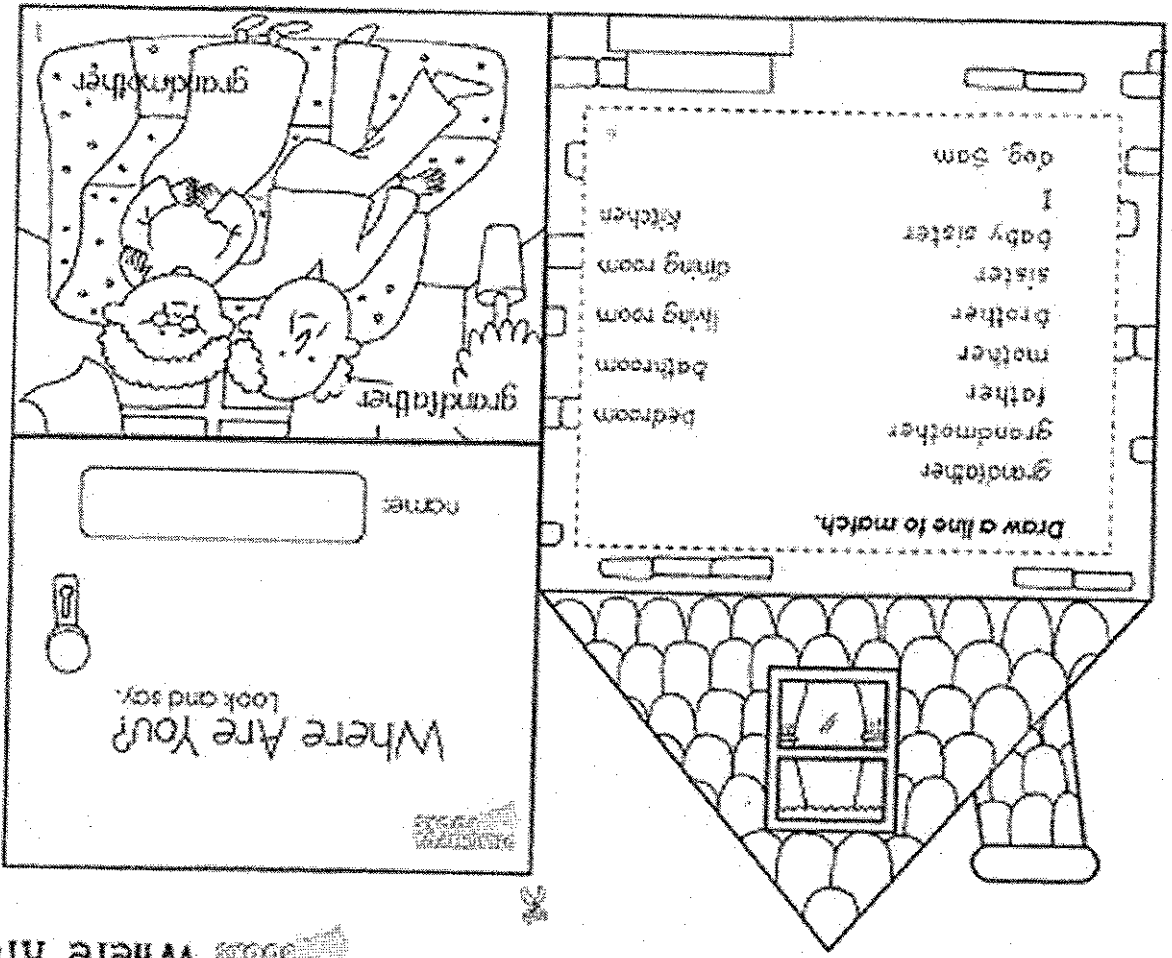 Where
Draw a line to match.
grandfather
grandmother
father
mother
brother
sister
baby sister
I
dog, Sam
bedroom
bathroom
living room
dining room
kitchen
Where Are You?
Look and say.
name:
grandfather
grandmother